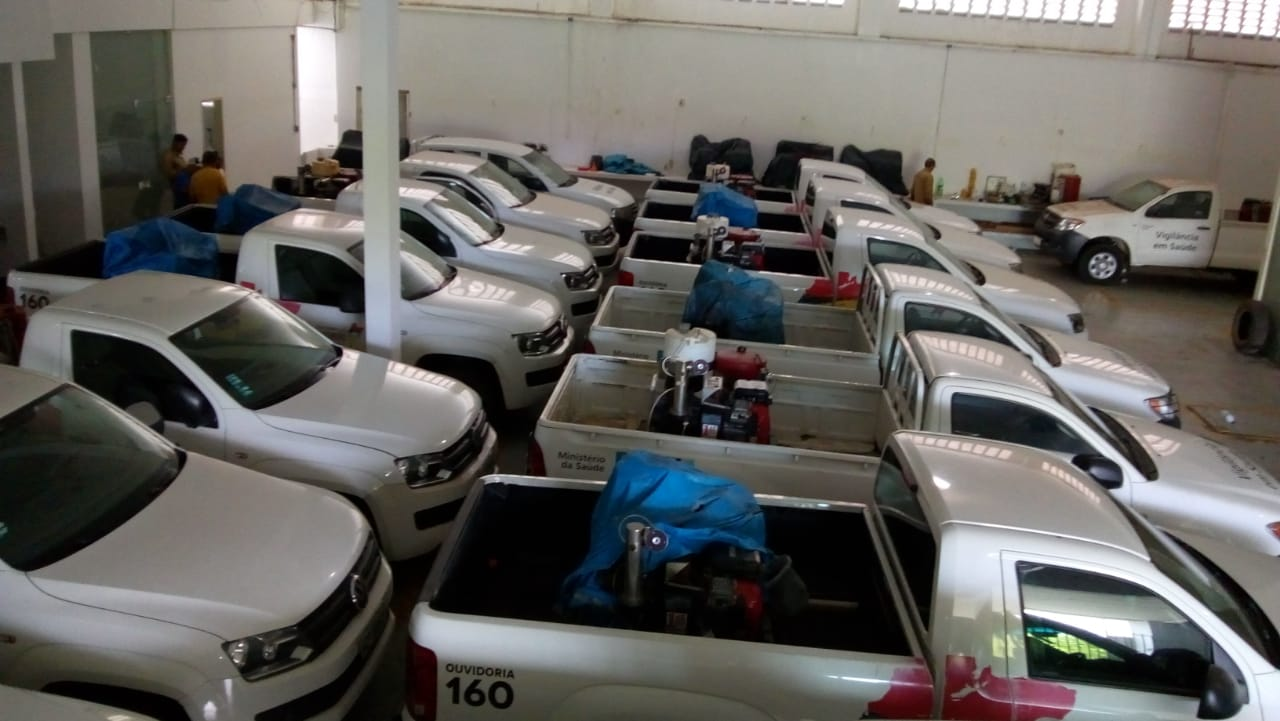 Vigilância
em Saúde
160
Ministério
da Saúde
OUVIDORIA
160